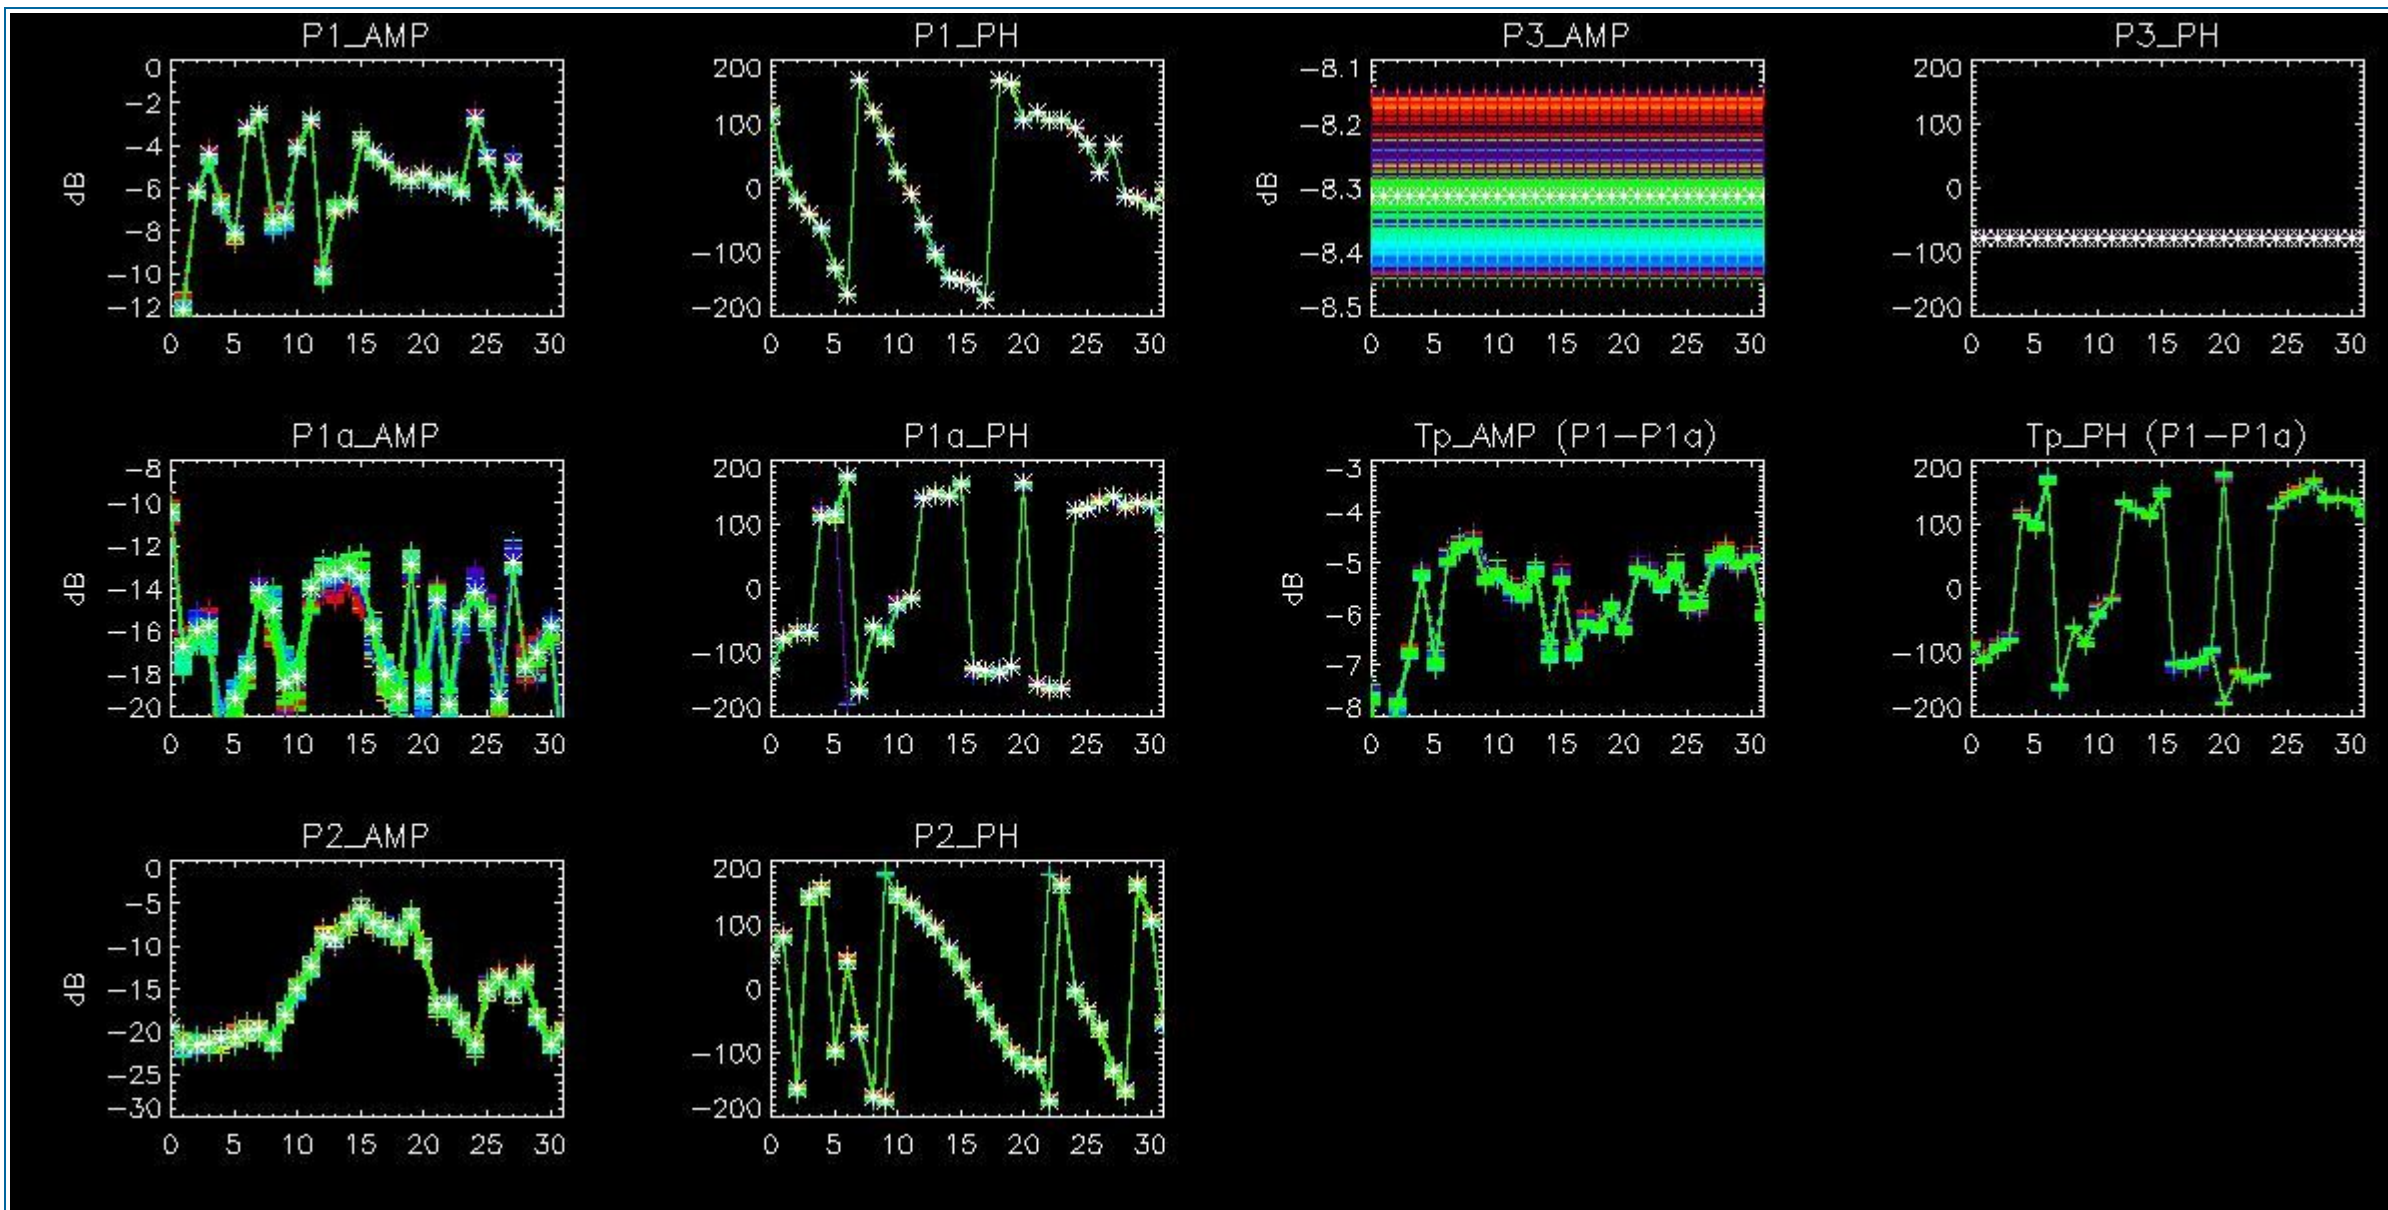 P1_AMP P1_PH P3_AMP P3_PH
0 200 -8.1 200
-2
-4 100 -8.2 100
dB -6 0 dB -8.3 0
-8
-10 -100 -8.4 -100
-12 -200 -8.5 -200
0 5 10 15 20 25 30 0 5 10 15 20 25 30 0 5 10 15 20 25 30 0 5 10 15 20 25 30
P1a_AMP P1a_PH Tp_AMP (P1-P1a) Tp_PH (P1-P1a)
-8 200 -3 200
-10
-12 100 -4 100
dB -14 0 dB -5 0
-16 -6
-18 -100 -7 -100
-20 -200 -8 -200
0 5 10 15 20 25 30 0 5 10 15 20 25 30 0 5 10 15 20 25 30 0 5 10 15 20 25 30
P2_AMP P2_PH
0 200
-5 100
-10
dB -15 0
-20 -100
-25
-30 -200
0 5 10 15 20 25 30 0 5 10 15 20 25 30